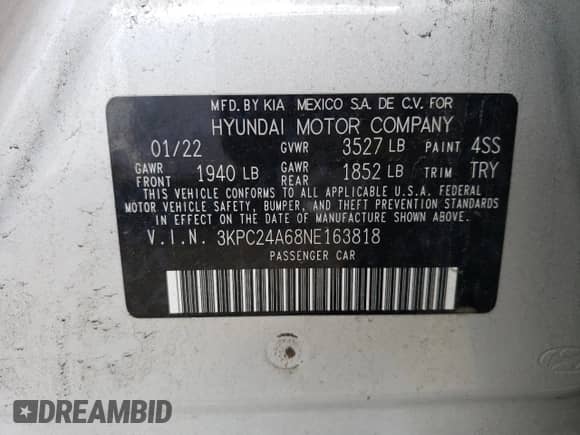 MFD. BY KIA MEXICO S.A. DE C.V. FOR
HYUNDAI MOTOR COMPANY
01/22 GVWR 3527 LB PAINT 4SS
GAWR FRONT 1940 LB GAWR REAR 1852 LB TRIM TRY
THIS VEHICLE CONFORMS TO ALL APPLICABLE U.S.A. FEDERAL
MOTOR VEHICLE SAFETY, BUMPER, AND THEFT PREVENTION STANDARDS
IN EFFECT ON THE DATE OF MANUFACTURE SHOWN ABOVE.
V.I.N. 3KPC24A68NE163818
PASSENGER CAR
DREAMBID